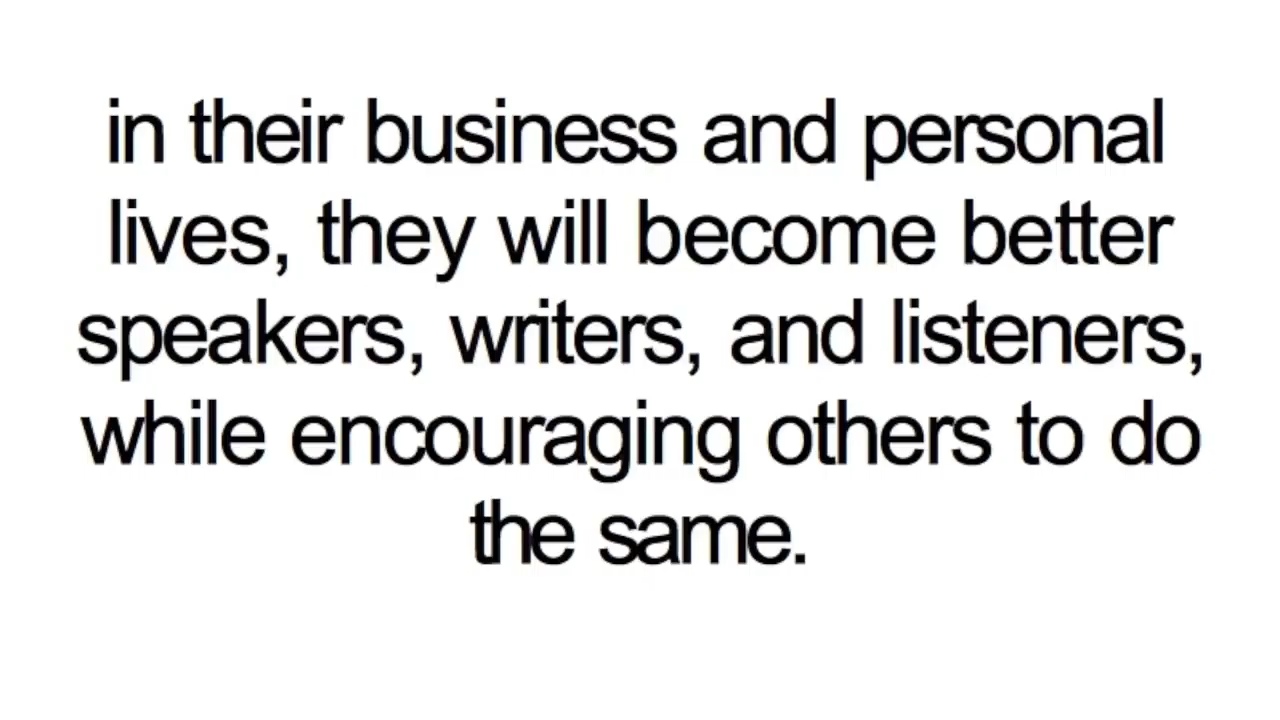 in their business and personal
lives, they will become better
speakers, writers, and listeners,
while encouraging others to do
the same.